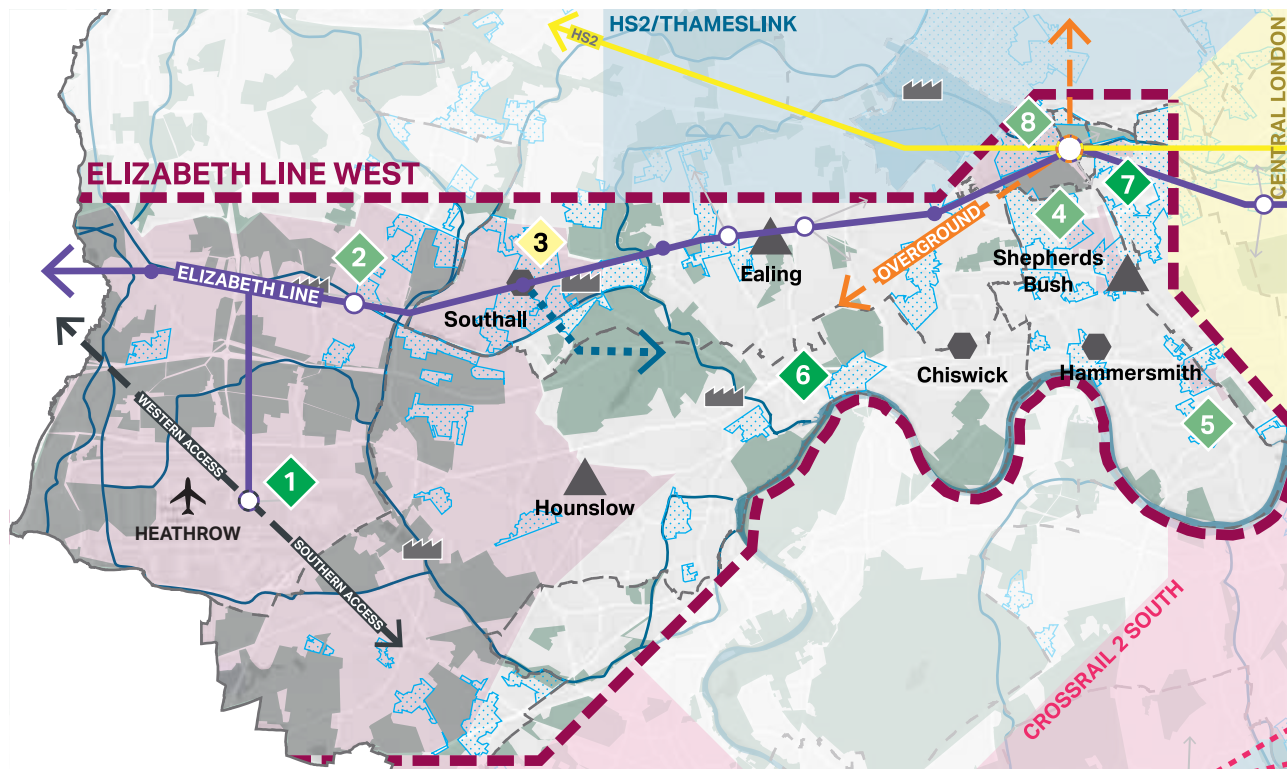 HS2/THAMESLINK
HS2
CENTRAL LONDON
8
ELIZABETH LINE WEST
7
4
3
2
OVERGROUND
Ealing
Shepherds
Bush
ELIZABETH LINE
Southall
6
Chiswick
Hammersmith
5
WESTERN ACCESS
1
Hounslow
HEATHROW
SOUTHERN ACCESS
CROSSRAIL 2 SOUTH